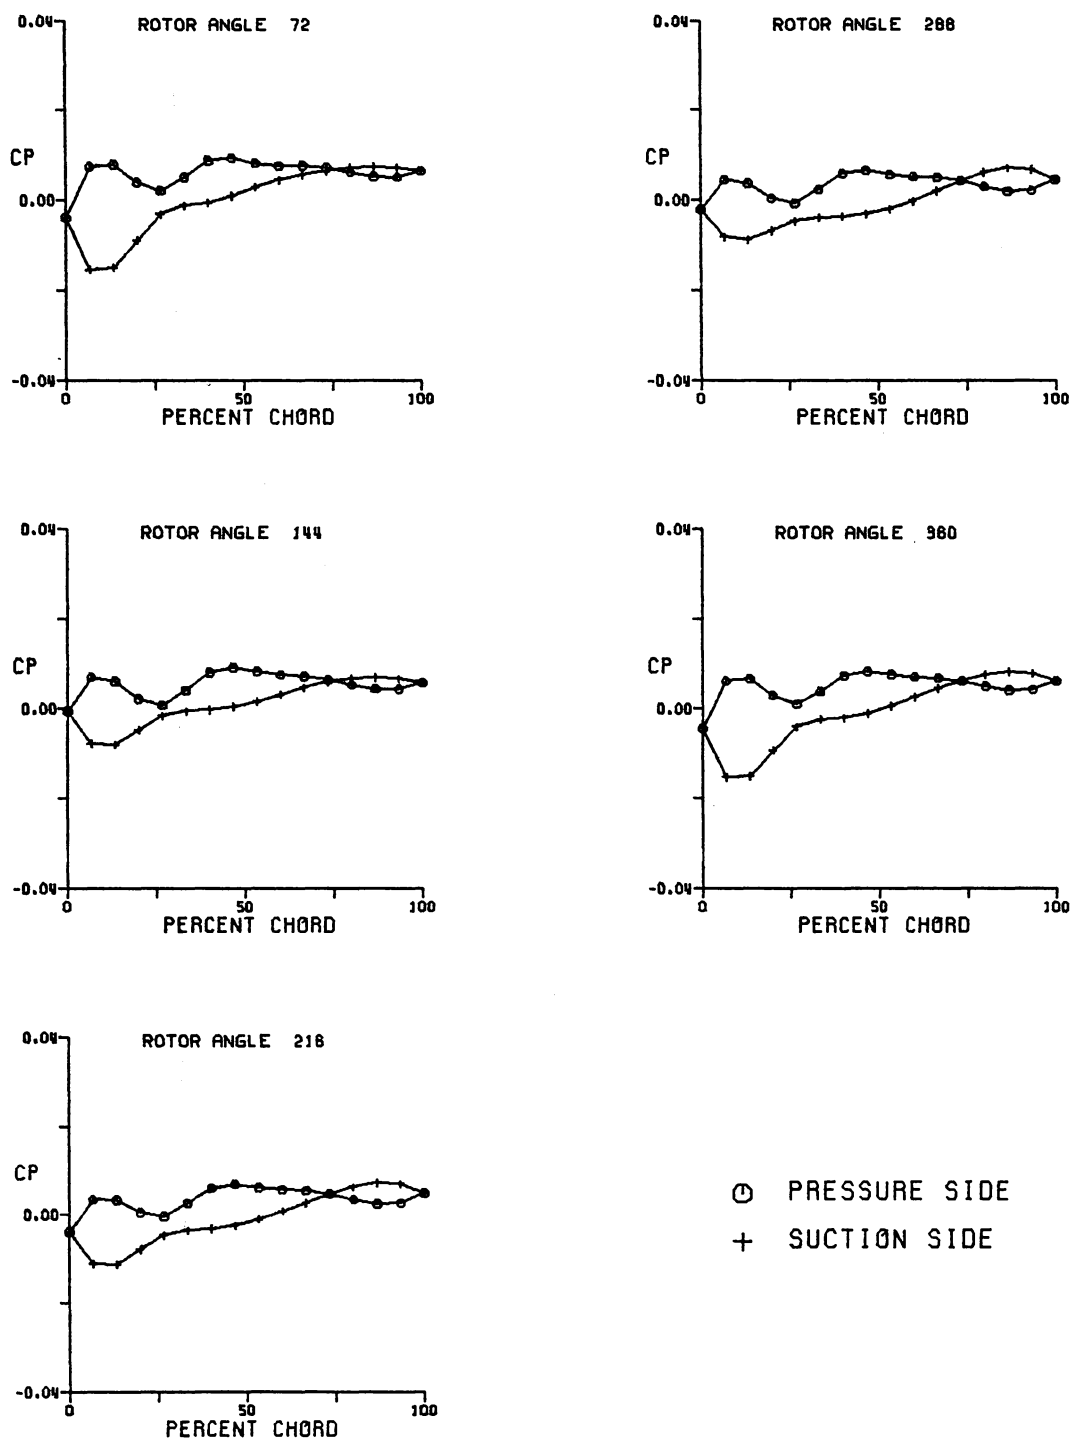 0.04
ROTOR ANGLE 72
CP
0.00
-0.04
0 50 100
PERCENT CHORD
0.04
ROTOR ANGLE 288
CP
0.00
-0.04
0 50 100
PERCENT CHORD
0.04
ROTOR ANGLE 144
CP
0.00
-0.04
0 50 100
PERCENT CHORD
0.04
ROTOR ANGLE 360
CP
0.00
-0.04
0 50 100
PERCENT CHORD
0.04
ROTOR ANGLE 216
CP
0.00
-0.04
0 50 100
PERCENT CHORD
PRESSURE SIDE
SUCTION SIDE